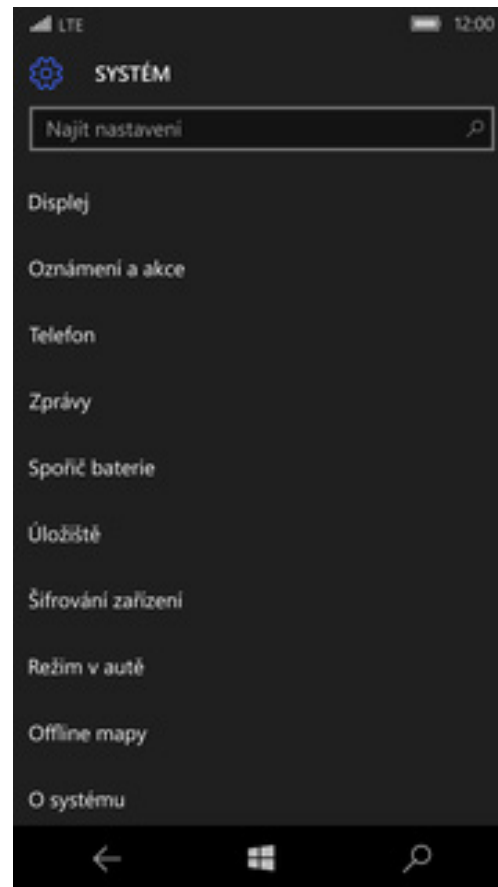 LTE 12:00
SYSTÉM
Najít nastavení
Displej
Oznámení a akce
Telefon
Zprávy
Spořič baterie
Úložiště
Šifrování zařízení
Režim v autě
Offline mapy
O systému